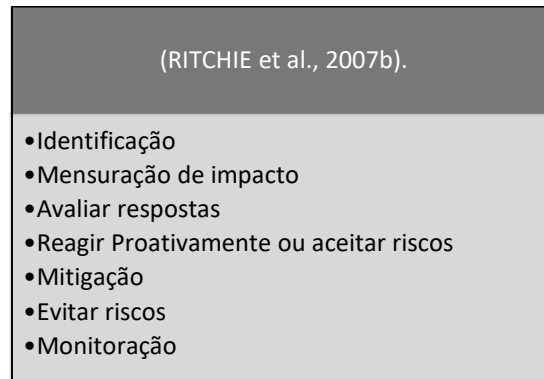 (RITCHIE et al., 2007b).
•Identificação
•Mensuração de impacto
•Avaliar respostas
•Reagir Proativamente ou aceitar riscos
•Mitigação
•Evitar riscos
•Monitoração